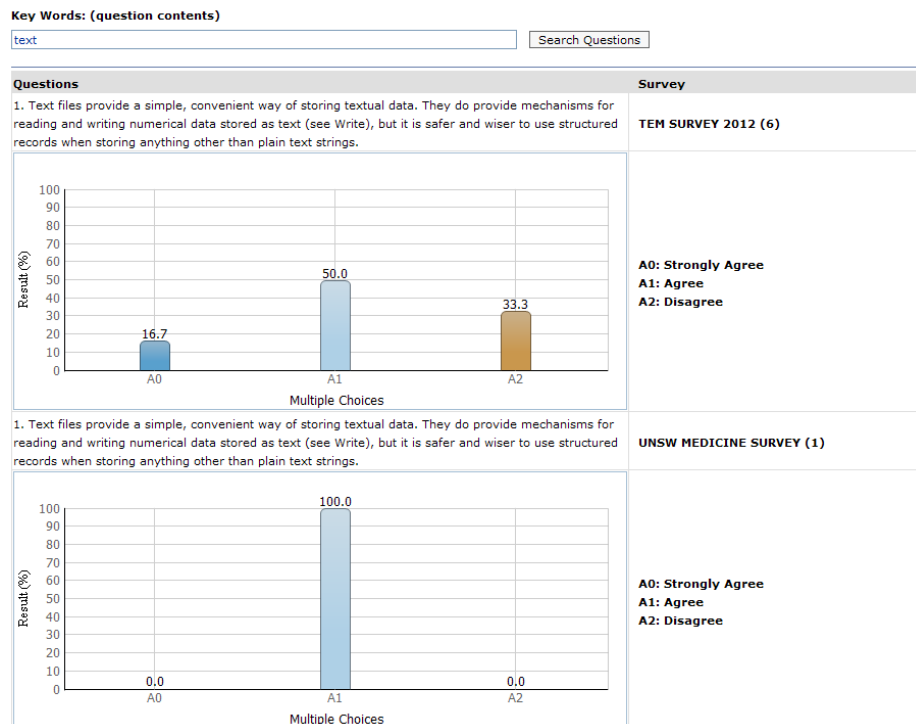 Key Words: (question contents)
text
Search Questions
Questions
Survey
1. Text files provide a simple, convenient way of storing textual data. They do provide mechanisms for
reading and writing numerical data stored as text (see Write), but it is safer and wiser to use structured
records when storing anything other than plain text strings.
TEM SURVEY 2012 (6)
100
90
80
70
60
50
40
30
20
10
0
Result (%)
16.7
50.0
33.3
A0
A1
A2
Multiple Choices
A0: Strongly Agree
A1: Agree
A2: Disagree
1. Text files provide a simple, convenient way of storing textual data. They do provide mechanisms for
reading and writing numerical data stored as text (see Write), but it is safer and wiser to use structured
records when storing anything other than plain text strings.
UNSW MEDICINE SURVEY (1)
100
90
80
70
60
50
40
30
20
10
0
Result (%)
0.0
100.0
0.0
A0
A1
A2
Multiple Choices
A0: Strongly Agree
A1: Agree
A2: Disagree